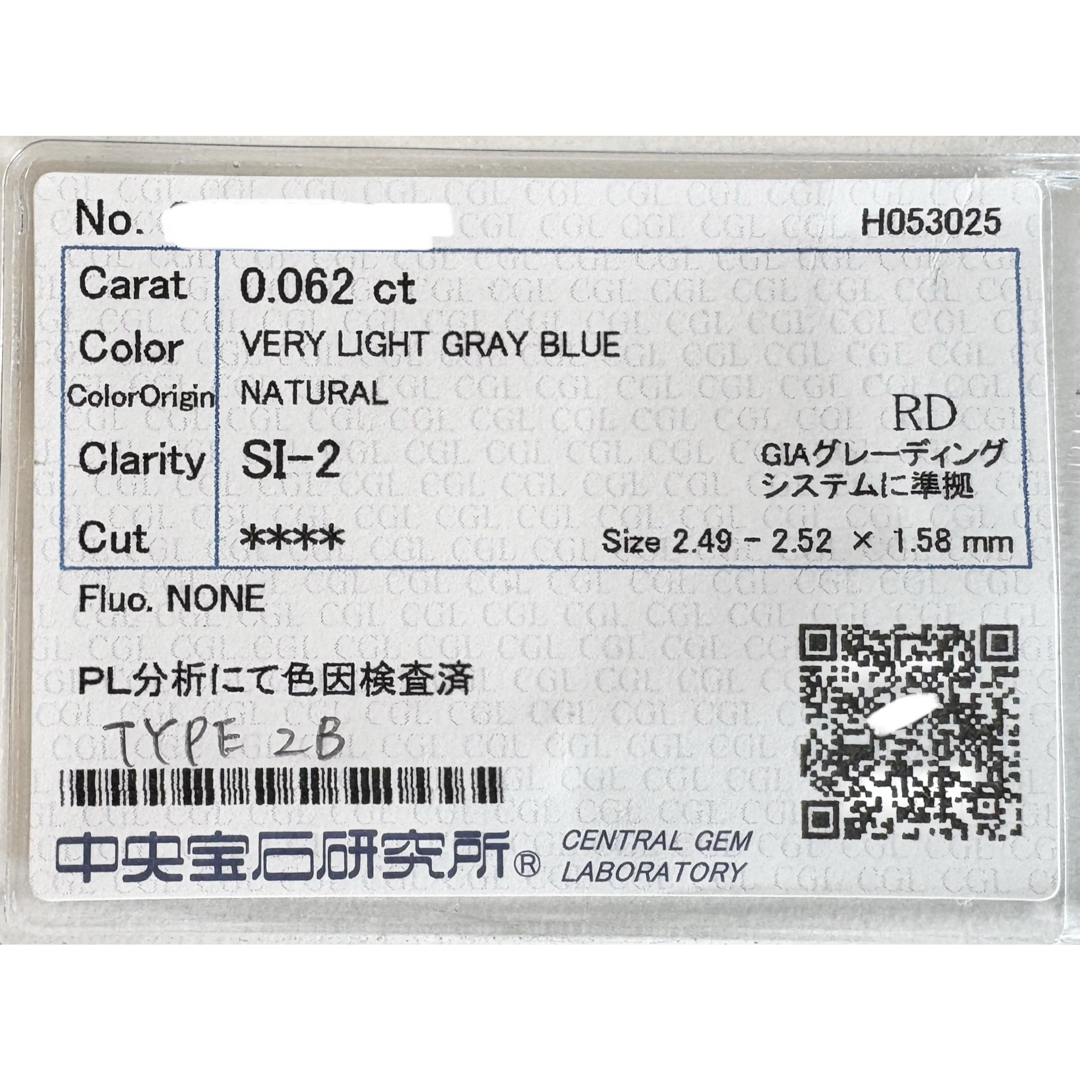 No.
H053025
Carat 0.062 ct
Color VERY LIGHT GRAY BLUE
ColorOrigin NATURAL
RD
Clarity SI-2
GIAグレーディング
システムに準拠
Cut ****
Size 2.49 - 2.52 × 1.58 mm
Fluo. NONE
PL分析にて色因検査済
TYPE 2B
中央宝石研究所®
CENTRAL GEM
LABORATORY